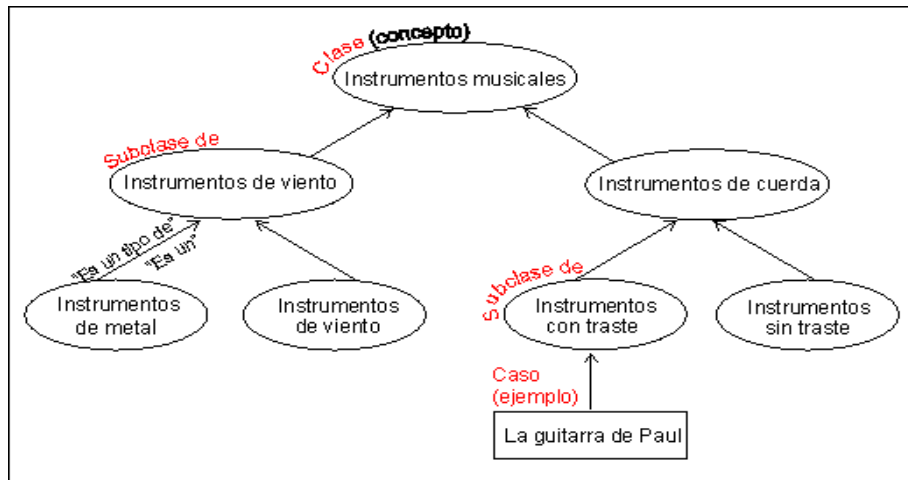 Clase (concepto)
Instrumentos musicales
Subclase de
Instrumentos de viento
Instrumentos de cuerda
"Es un tipo de"
"Es un"
Subclase de
Instrumentos
de metal
Instrumentos
de viento
Instrumentos
con traste
Instrumentos
sin traste
Caso
(ejemplo)
La guitarra de Paul